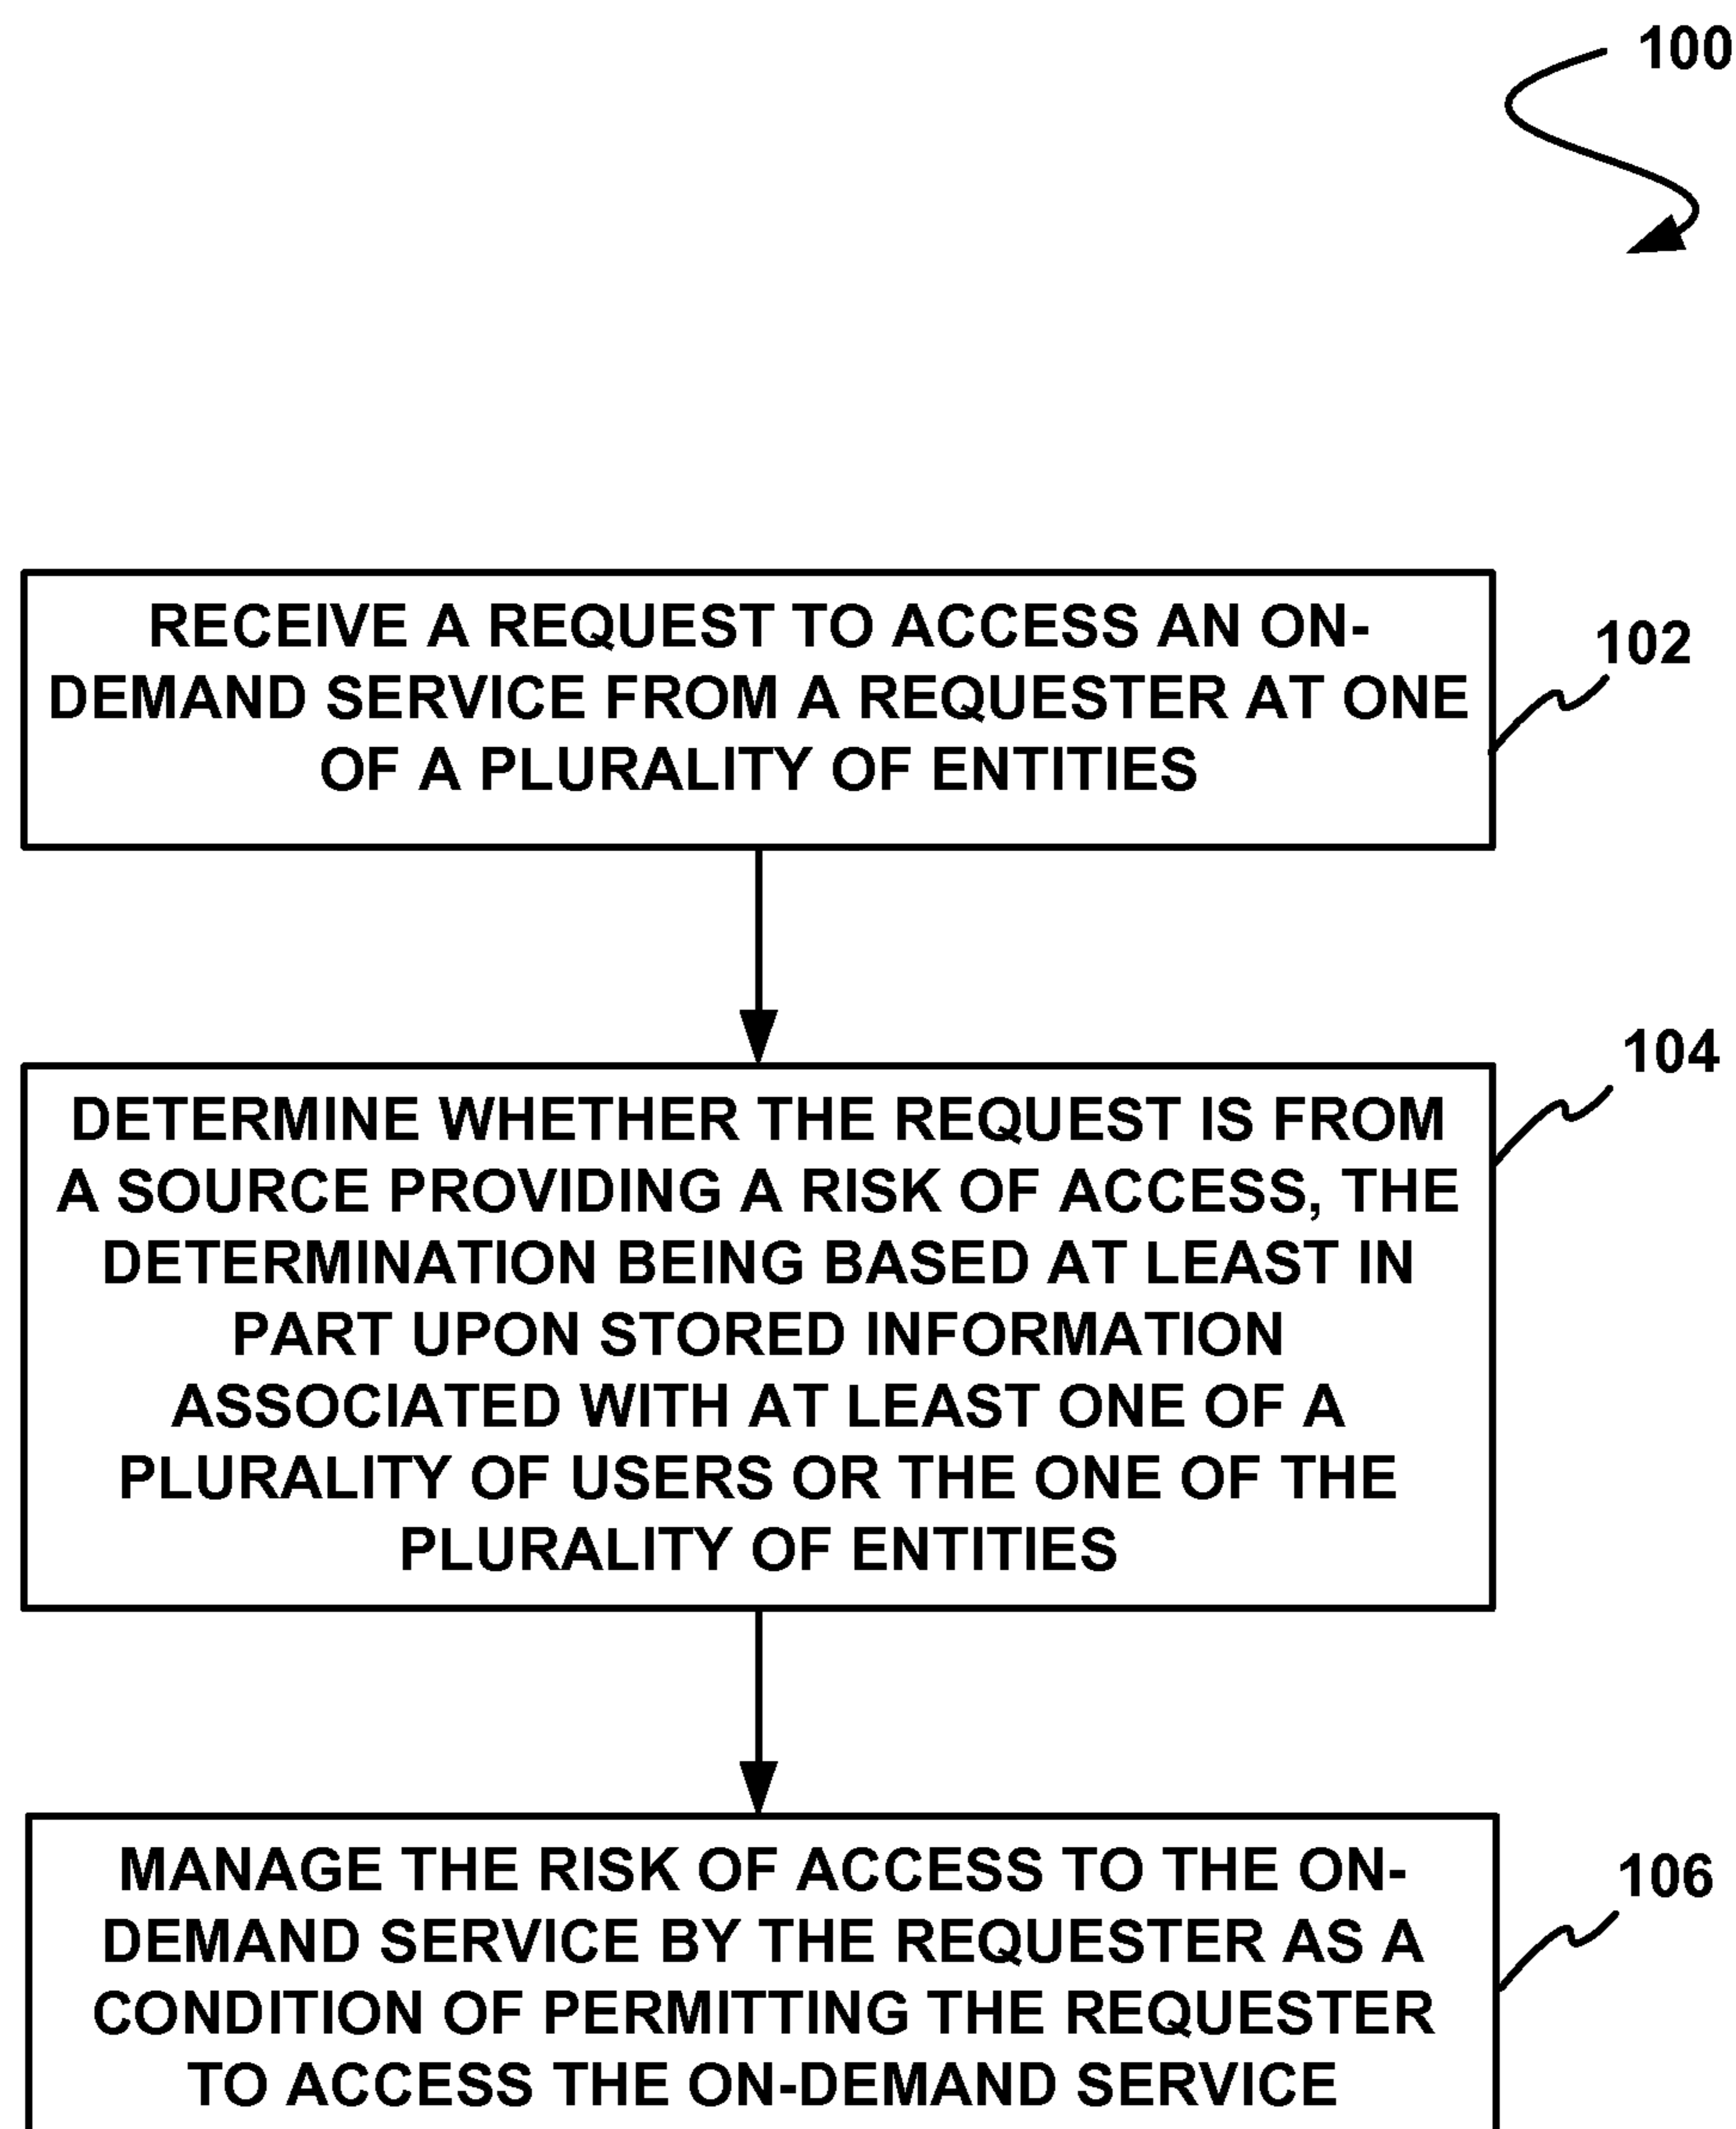 100
RECEIVE A REQUEST TO ACCESS AN ON-
DEMAND SERVICE FROM A REQUESTER AT ONE
OF A PLURALITY OF ENTITIES
102
DETERMINE WHETHER THE REQUEST IS FROM
A SOURCE PROVIDING A RISK OF ACCESS, THE
DETERMINATION BEING BASED AT LEAST IN
PART UPON STORED INFORMATION
ASSOCIATED WITH AT LEAST ONE OF A
PLURALITY OF USERS OR THE ONE OF THE
PLURALITY OF ENTITIES
104
MANAGE THE RISK OF ACCESS TO THE ON-
DEMAND SERVICE BY THE REQUESTER AS A
CONDITION OF PERMITTING THE REQUESTER
TO ACCESS THE ON-DEMAND SERVICE
106